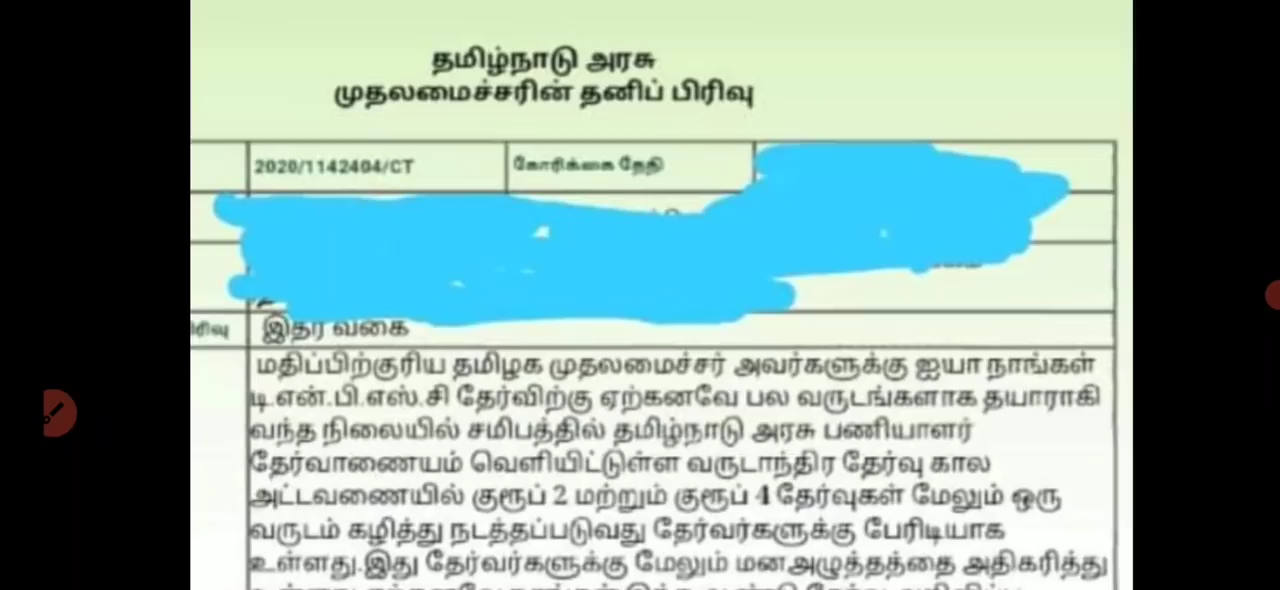 தமிழ்நாடு அரசு
முதலமைச்சரின் தனிப் பிரிவு
2020/1142404/CT கோரிக்கை தேதி
இதர வகை
மதிப்பிற்குரிய தமிழக முதலமைச்சர் அவர்களுக்கு ஐயா நாங்கள்
டி.என்.பி.எஸ்.சி தேர்விற்கு ஏற்கனவே பல வருடங்களாக தயாராகி
வந்த நிலையில் சமிபத்தில் தமிழ்நாடு அரசு பணியாளர்
தேர்வாணையம் வெளியிட்டுள்ள வருடாந்திர தேர்வு கால
அட்டவணையில் குரூப் 2 மற்றும் குரூப் 4 தேர்வுகள் மேலும் ஒரு
வருடம் கழித்து நடத்தப்படுவது தேர்வர்களுக்கு பேரிடியாக
உள்ளது.இது தேர்வர்களுக்கு மேலும் மனஅழுத்தத்தை அதிகரித்து